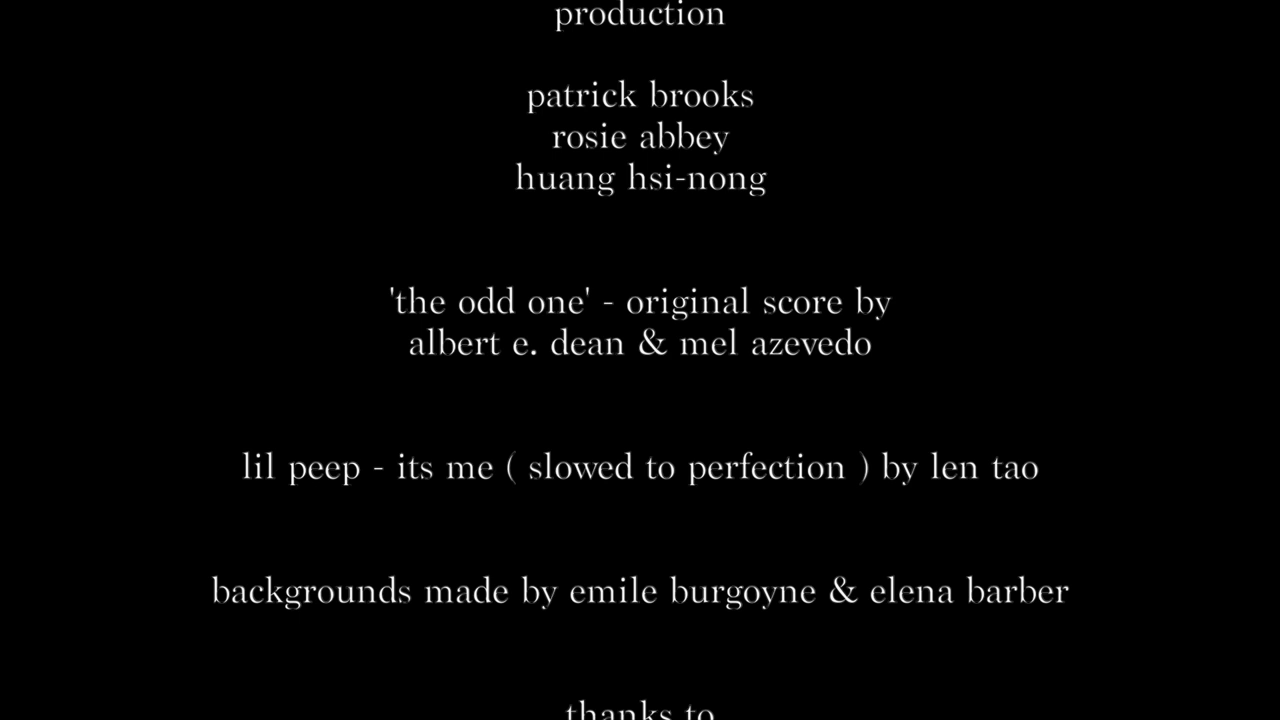 production
patrick brooks
rosie abbey
huang hsi-nong
'the odd one' - original score by
albert e. dean & mel azevedo
lil peep - its me ( slowed to perfection ) by len tao
backgrounds made by emile burgoyne & elena barber
thanks to